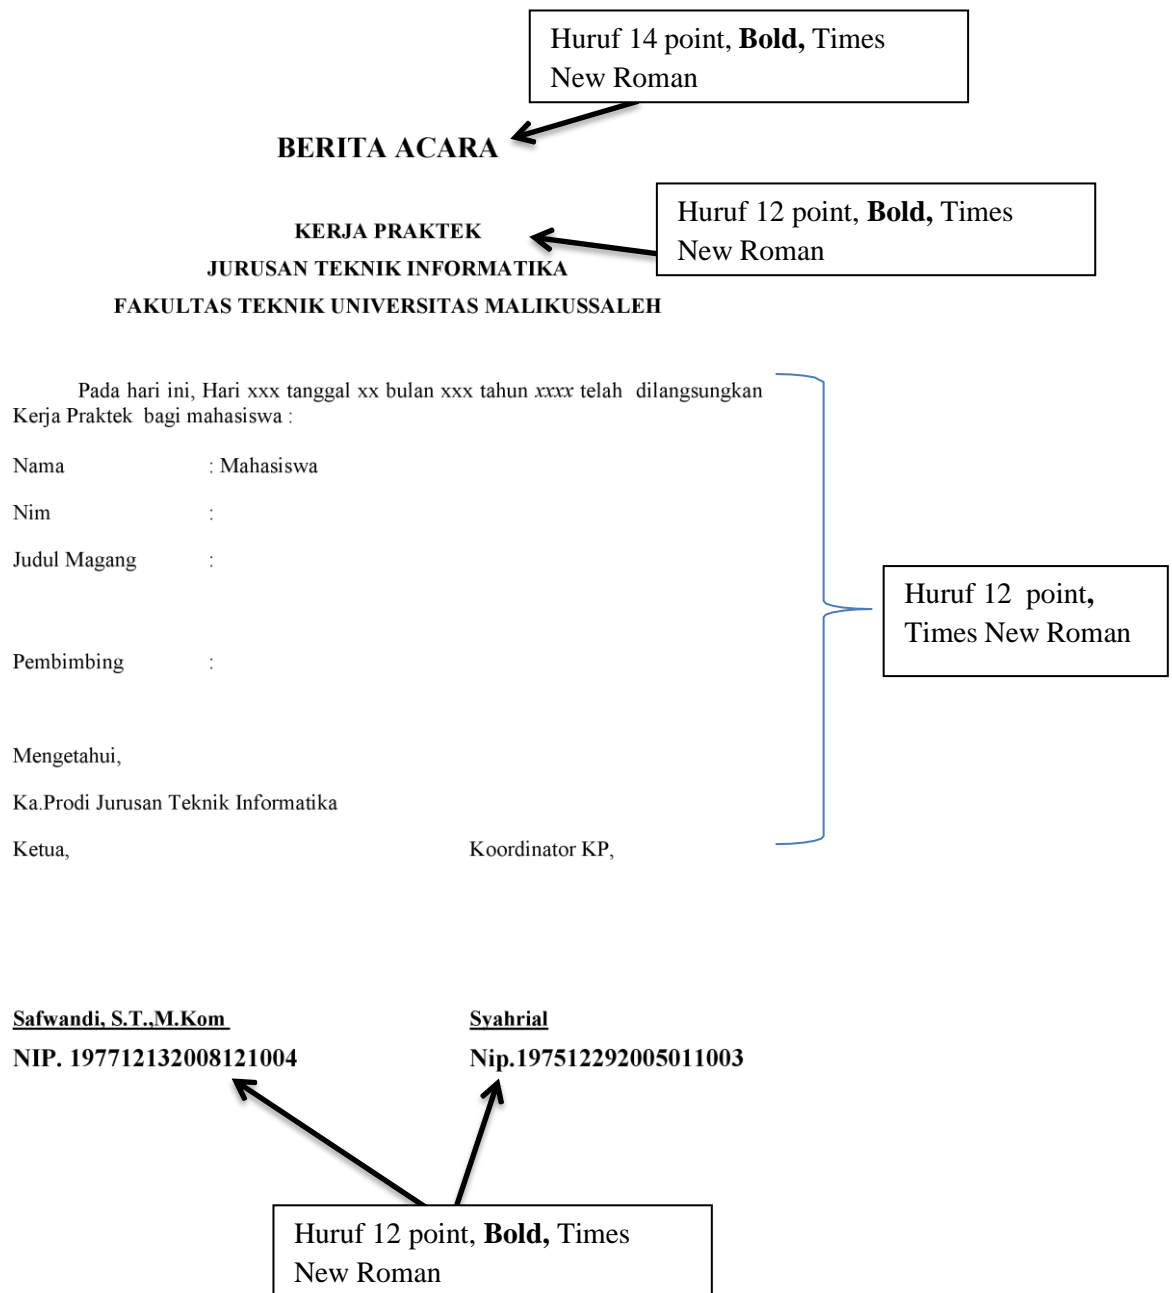 Huruf 14 point, Bold, Times
New Roman
BERITA ACARA
Huruf 12 point, Bold, Times
New Roman
KERJA PRAKTEK
JURUSAN TEKNIK INFORMATIKA
FAKULTAS TEKNIK UNIVERSITAS MALIKUSSALEH
Pada hari ini, Hari xxx tanggal xx bulan xxx tahun xxxx telah dilangsungkan
Kerja Praktek bagi mahasiswa :
Nama : Mahasiswa
Nim :
Judul Magang :
Huruf 12 point,
Times New Roman
Pembimbing :
Mengetahui,
Ka.Prodi Jurusan Teknik Informatika
Ketua, Koordinator KP,
Safwandi, S.T.,M.Kom Syahrial
NIP. 197712132008121004 Nip.197512292005011003
Huruf 12 point, Bold, Times
New Roman